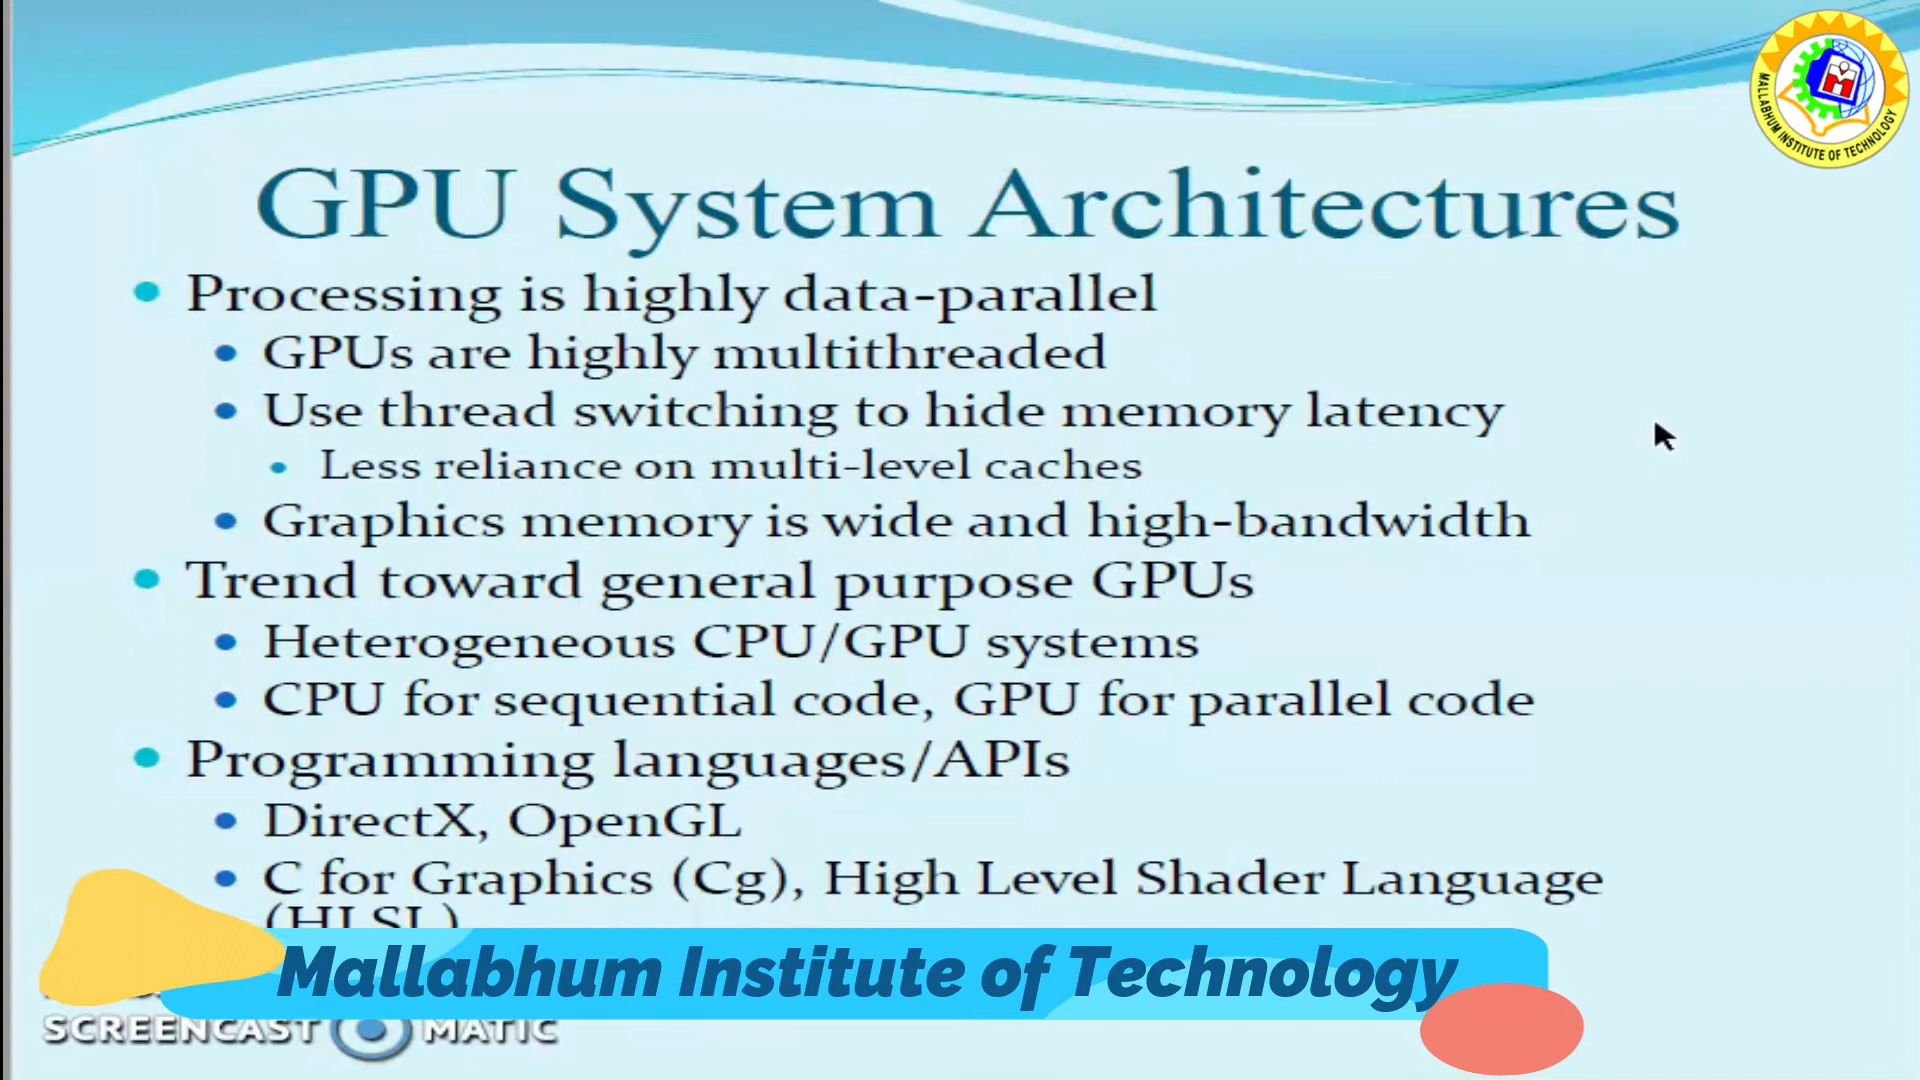 MALLABHUM INSTITUTE OF TECHNOLOGY
GPU System Architectures
• Processing is highly data-parallel
• GPUs are highly multithreaded
• Use thread switching to hide memory latency
• Less reliance on multi-level caches
• Graphics memory is wide and high-bandwidth
• Trend toward general purpose GPUs
• Heterogeneous CPU/GPU systems
• CPU for sequential code, GPU for parallel code
• Programming languages/APIs
• DirectX, OpenGL
• C for Graphics (Cg), High Level Shader Language
(HLSL)
Mallabhum Institute of Technology
SCREENCAST MATIC